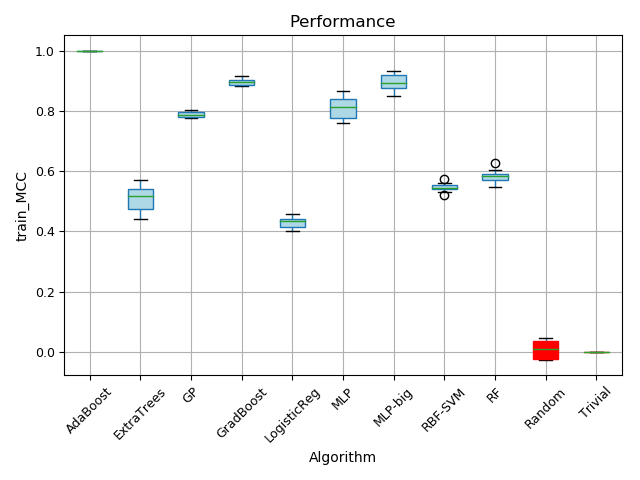 Performance
train_MCC
1.0
0.8
0.6
0.4
0.2
0.0
AdaBoost
ExtraTrees
GP
GradBoost
LogisticReg
MLP
MLP-big
RBF-SVM
RF
Random
Trivial
Algorithm